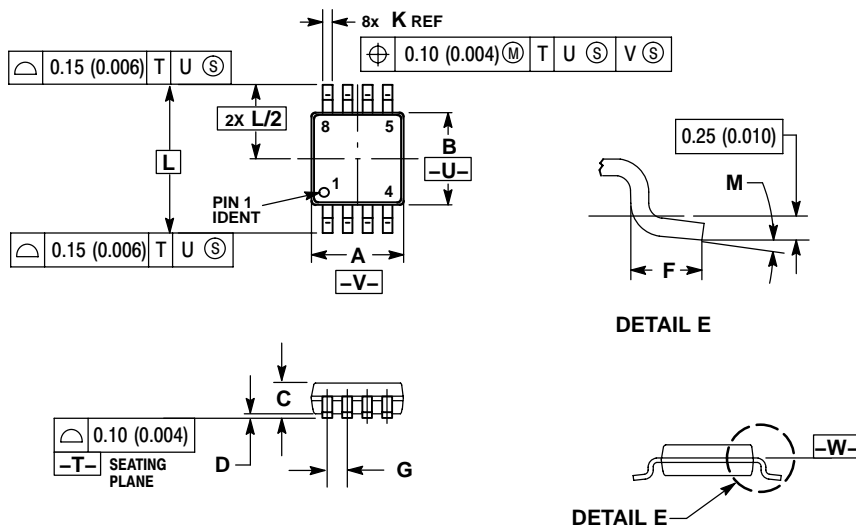 8x K REF
0.10 (0.004) Ⓜ T U Ⓢ V Ⓢ
0.15 (0.006) T U Ⓢ
2X L/2
8 5
B
–U–
L
PIN 1
IDENT
1 4
0.15 (0.006) T U Ⓢ
A
–V–
0.25 (0.010)
M
F
DETAIL E
C
0.10 (0.004)
–T– SEATING
PLANE
D
G
–W–
DETAIL E